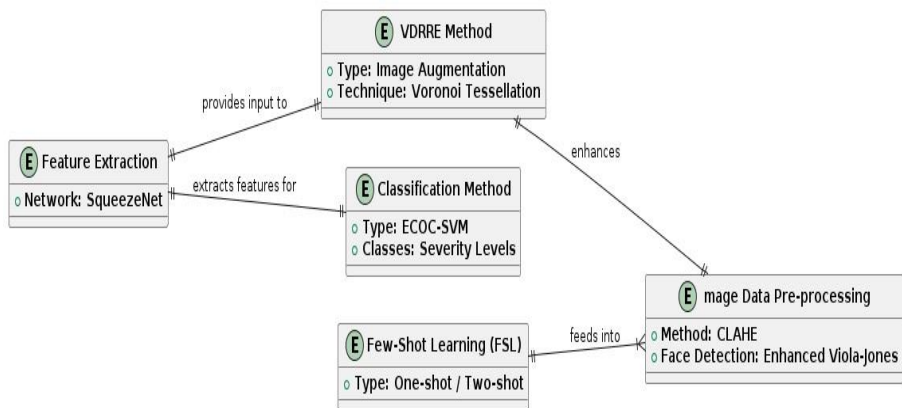 E VDRRE Method
Type: Image Augmentation
Technique: Voronoi Tessellation
provides input to
enhances
E Feature Extraction
Network: SqueezeNet
extracts features for
E Classification Method
Type: ECOC-SVM
Classes: Severity Levels
E mage Data Pre-processing
Method: CLAHE
Face Detection: Enhanced Viola-Jones
feeds into
E Few-Shot Learning (FSL)
Type: One-shot / Two-shot